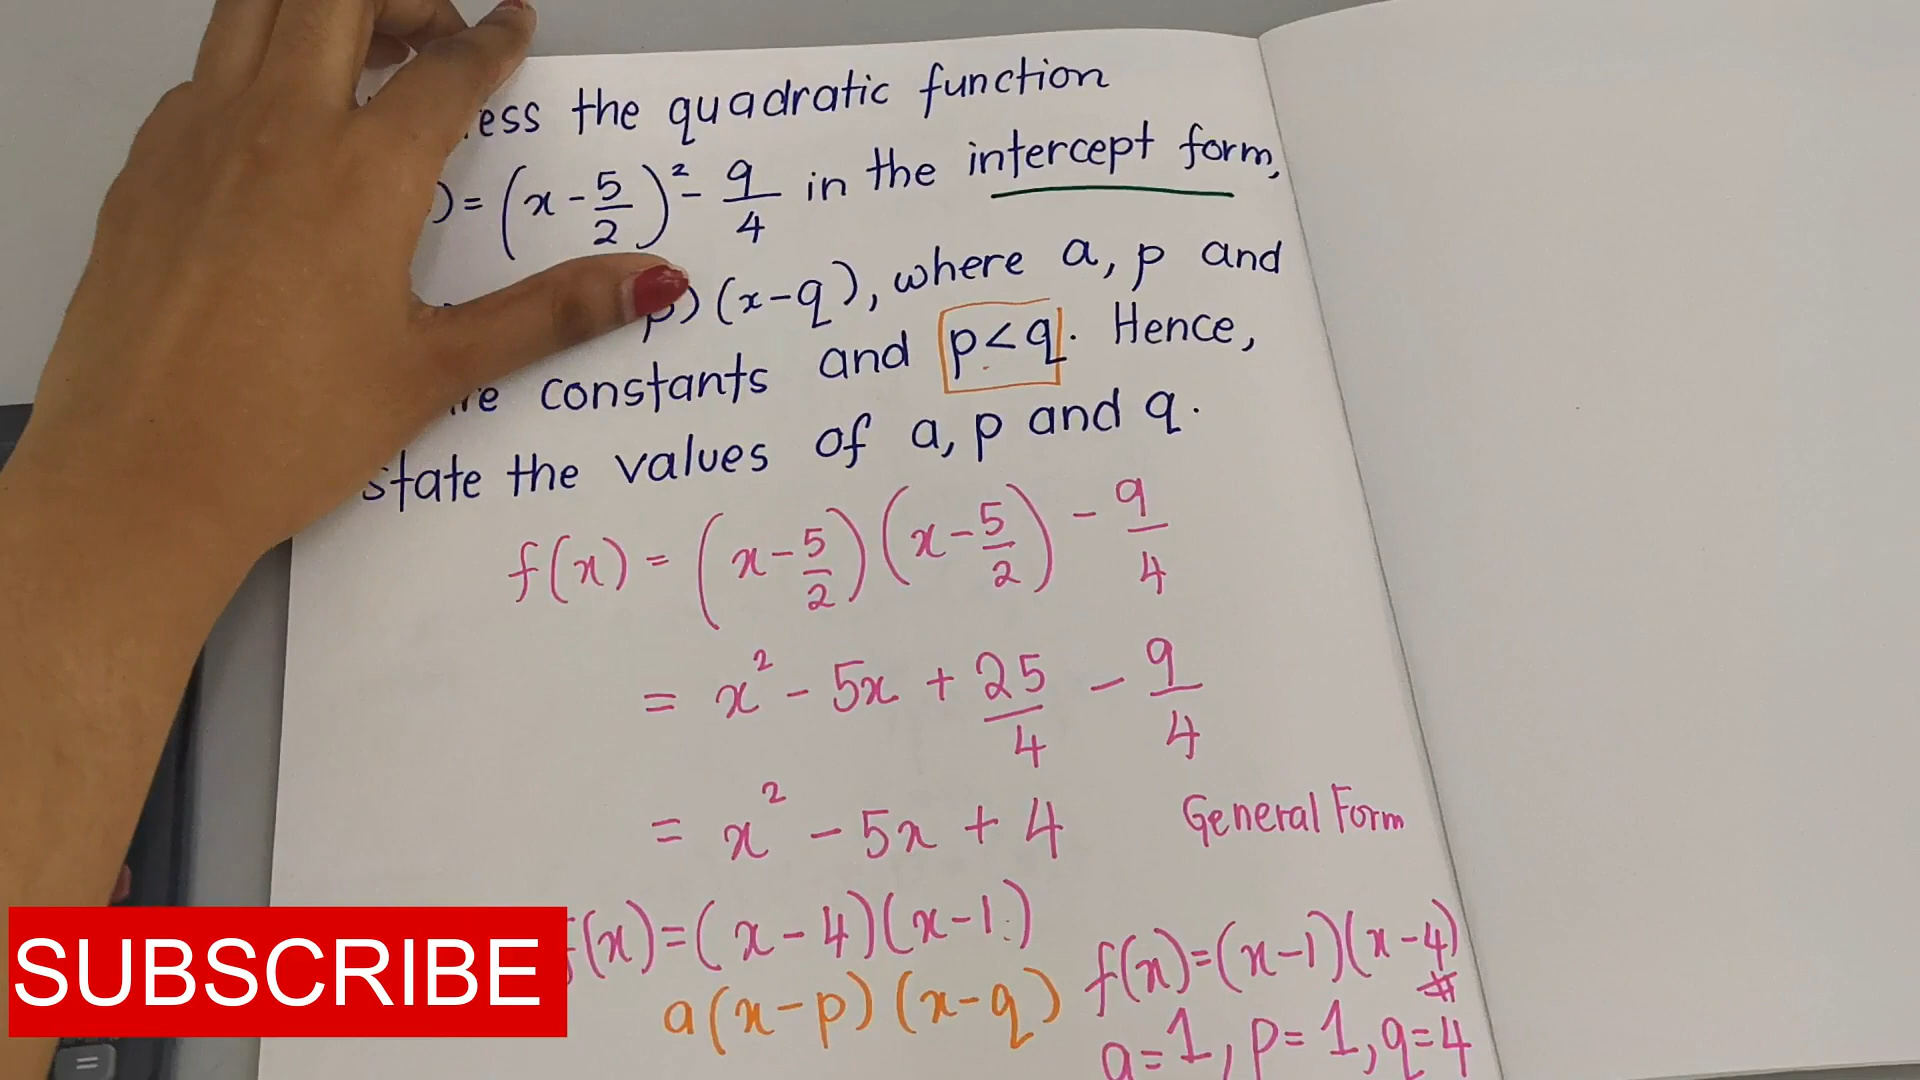 ess the quadratic function
) = (x - 5/2)² - 9/4 in the intercept form,
p)(x-q), where a, p and
re constants and p<q. Hence,
state the values of a, p and q.
f(x) = (x - 5/2)(x - 5/2) - 9/4
= x² - 5x + 25/4 - 9/4
= x² - 5x + 4 General Form
f(x) = (x - 4)(x - 1)
f(x) = (x-1)(x-4) #
a(x-p)(x-q)
a=1, p=1, q=4
SUBSCRIBE
=